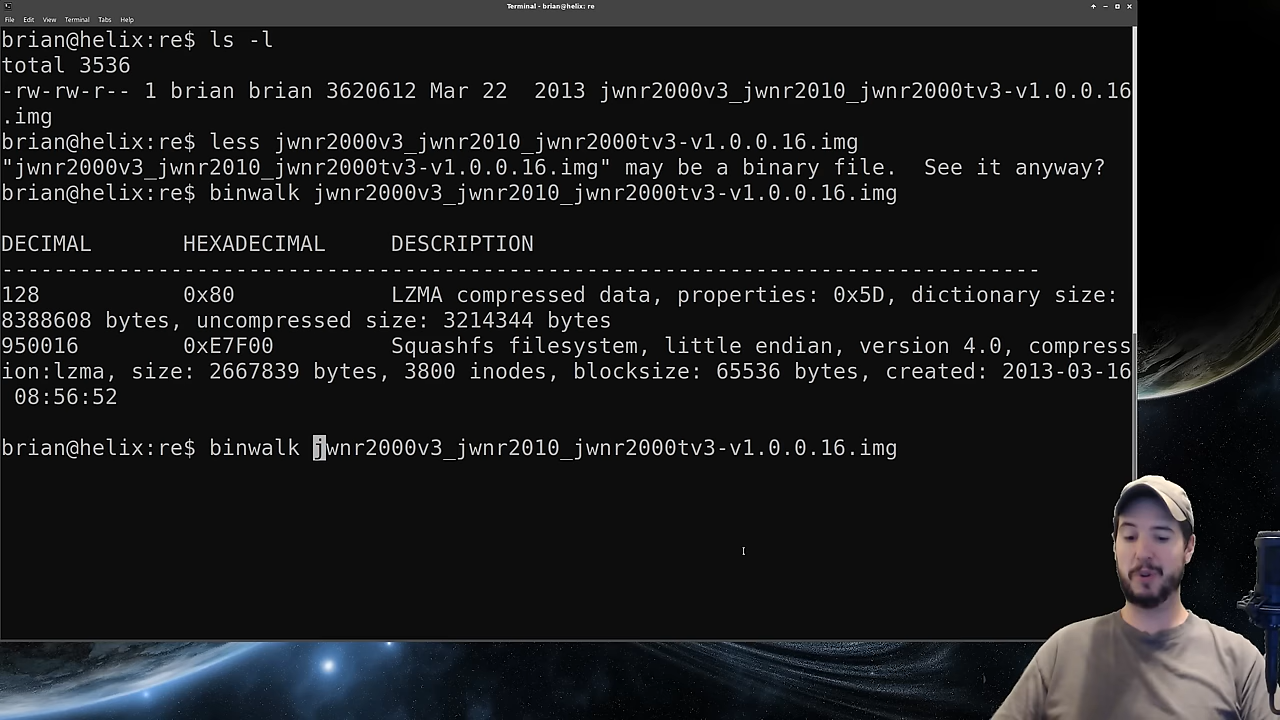 Terminal - brian@helix: re
File Edit View Terminal Tabs Help
brian@helix:re$ ls -l
total 3536
-rw-rw-r-- 1 brian brian 3620612 Mar 22  2013 jwnr2000v3_jwnr2010_jwnr2000tv3-v1.0.0.16
.img
brian@helix:re$ less jwnr2000v3_jwnr2010_jwnr2000tv3-v1.0.0.16.img
"jwnr2000v3_jwnr2010_jwnr2000tv3-v1.0.0.16.img" may be a binary file.  See it anyway?
brian@helix:re$ binwalk jwnr2000v3_jwnr2010_jwnr2000tv3-v1.0.0.16.img
DECIMAL       HEXADECIMAL     DESCRIPTION
--------------------------------------------------------------------------------
128           0x80            LZMA compressed data, properties: 0x5D, dictionary size:
8388608 bytes, uncompressed size: 3214344 bytes
950016        0xE7F00         Squashfs filesystem, little endian, version 4.0, compress
ion:lzma, size: 2667839 bytes, 3800 inodes, blocksize: 65536 bytes, created: 2013-03-16
 08:56:52
brian@helix:re$ binwalk jwnr2000v3_jwnr2010_jwnr2000tv3-v1.0.0.16.img